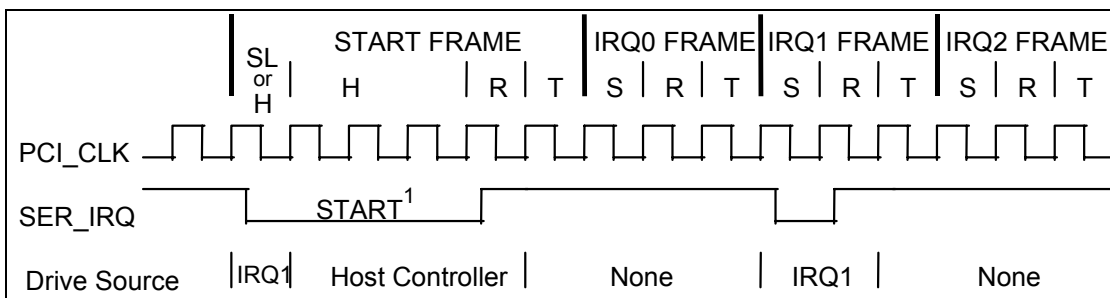 START FRAME IRQ0 FRAME IRQ1 FRAME IRQ2 FRAME
SL
or
H
H R T S R T S R T S R T
PCI_CLK
SER_IRQ START1
Drive Source IRQ1 Host Controller None IRQ1 None